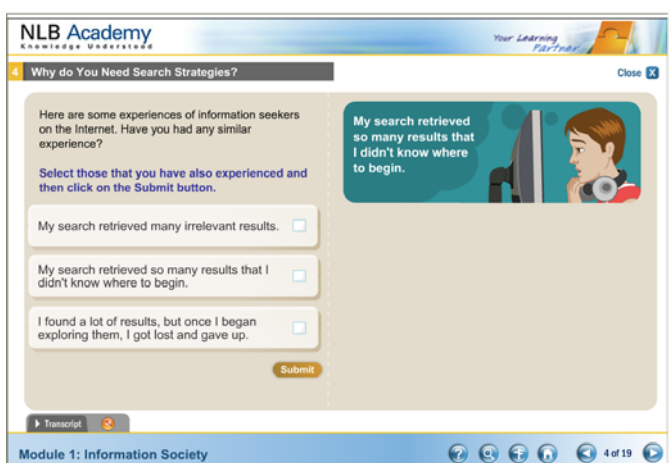 NLB Academy
Knowledge Understood
Your Learning
Partner
4 Why do You Need Search Strategies?
Close X
Here are some experiences of information seekers
on the Internet. Have you had any similar
experience?
Select those that you have also experienced and
then click on the Submit button.
My search retrieved many irrelevant results.
My search retrieved so many results that I
didn't know where to begin.
I found a lot of results, but once I began
exploring them, I got lost and gave up.
Submit
My search retrieved
so many results that
I didn't know where
to begin.
Transcript
Module 1: Information Society
4 of 19